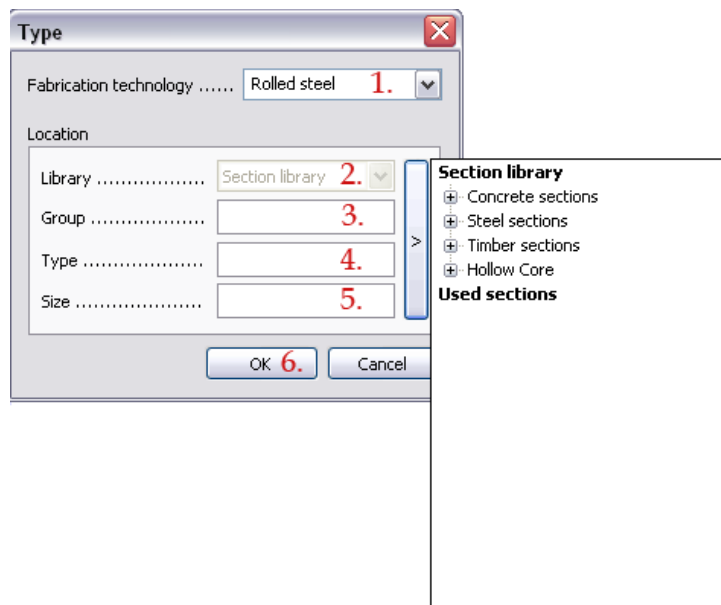 Type
Fabrication technology ...... Rolled steel 1.
Location
Library .................. Section library 2.
Group ................... 3.
Type .................... 4.
Size ..................... 5.
>
OK 6. Cancel
Section library
Concrete sections
Steel sections
Timber sections
Hollow Core
Used sections